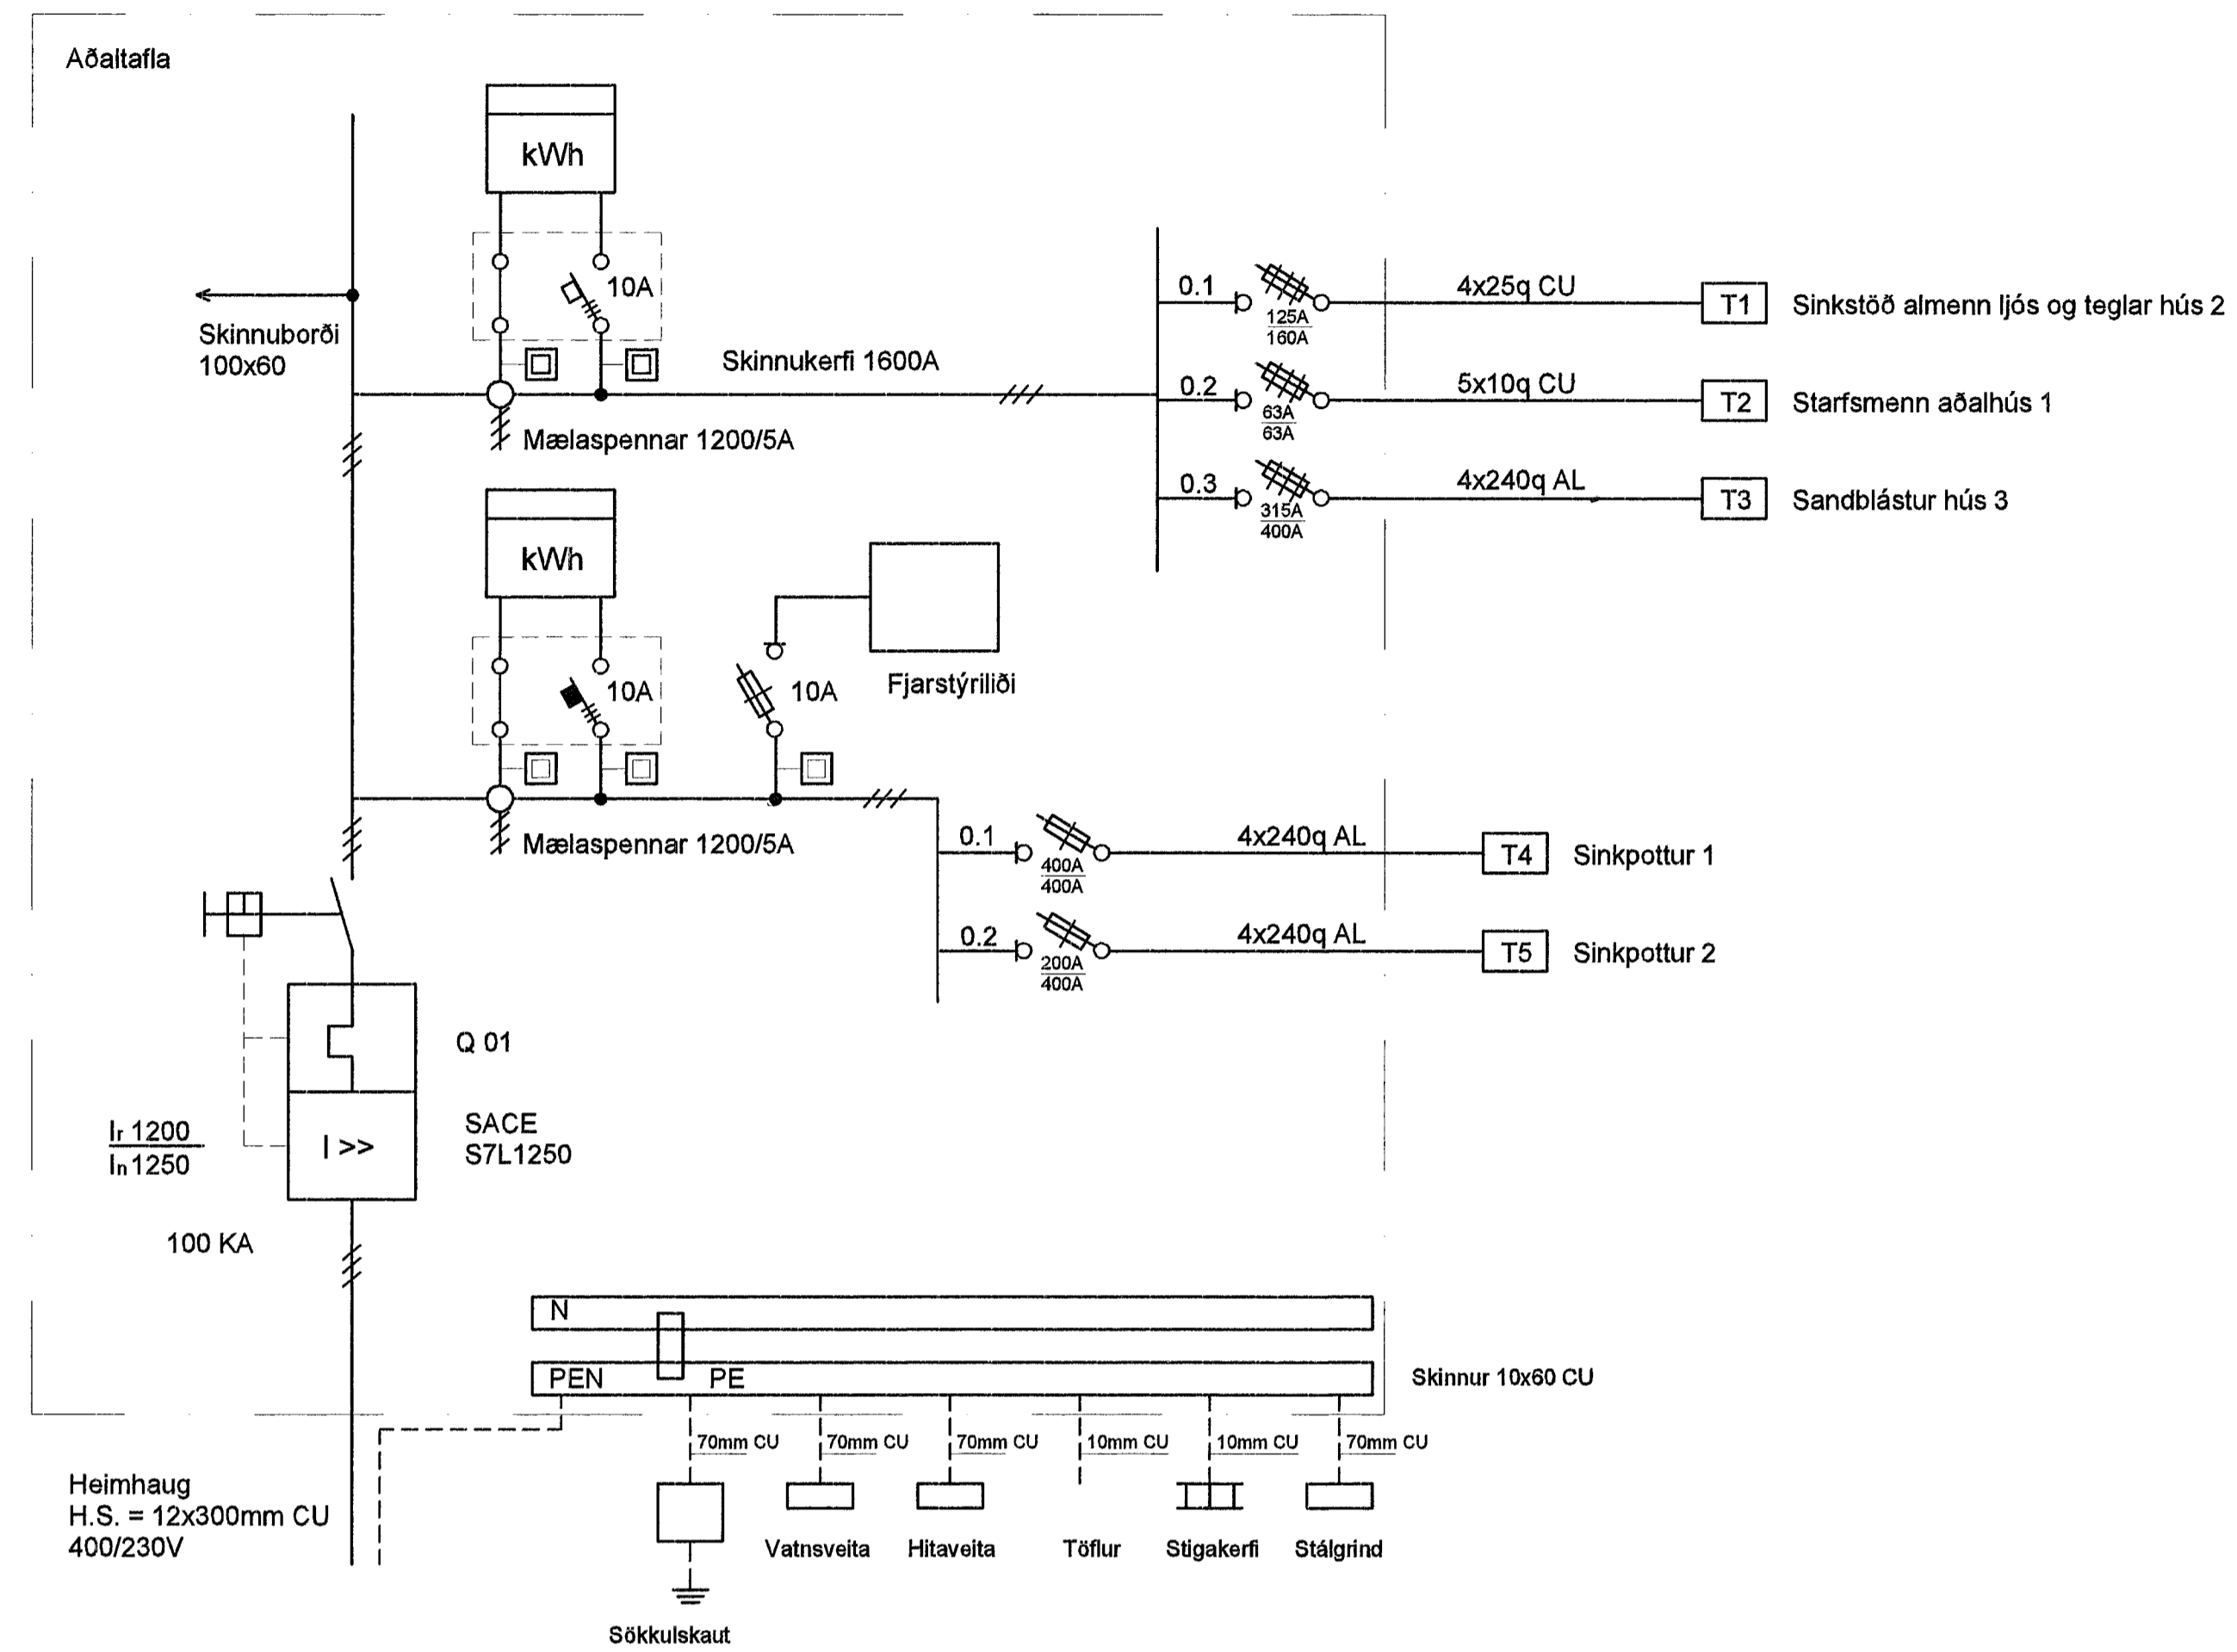 Aðaltafla
kWh
10A
Skinnuborði
100x60
Skinnukerfi 1600A
Mælaspennar 1200/5A
0.1
125A
160A
4x25q CU
T1
Sinkstöð almenn ljós og teglar hús 2
0.2
63A
63A
5x10q CU
T2
Starfsmenn aðalhús 1
0.3
315A
400A
4x240q AL
T3
Sandblástur hús 3
kWh
10A
10A
Fjarstýriliði
Mælaspennar 1200/5A
0.1
400A
400A
4x240q AL
T4
Sinkpottur 1
0.2
200A
400A
4x240q AL
T5
Sinkpottur 2
Q 01
Ir 1200
In 1250
I >>
SACE
S7L1250
100 KA
N
PEN
PE
Skinnur 10x60 CU
70mm CU
70mm CU
70mm CU
10mm CU
10mm CU
70mm CU
Heimhaug
H.S. = 12x300mm CU
400/230V
Vatnsveita
Hitaveita
Töflur
Stigakerfi
Stálgrind
Sökkulskaut